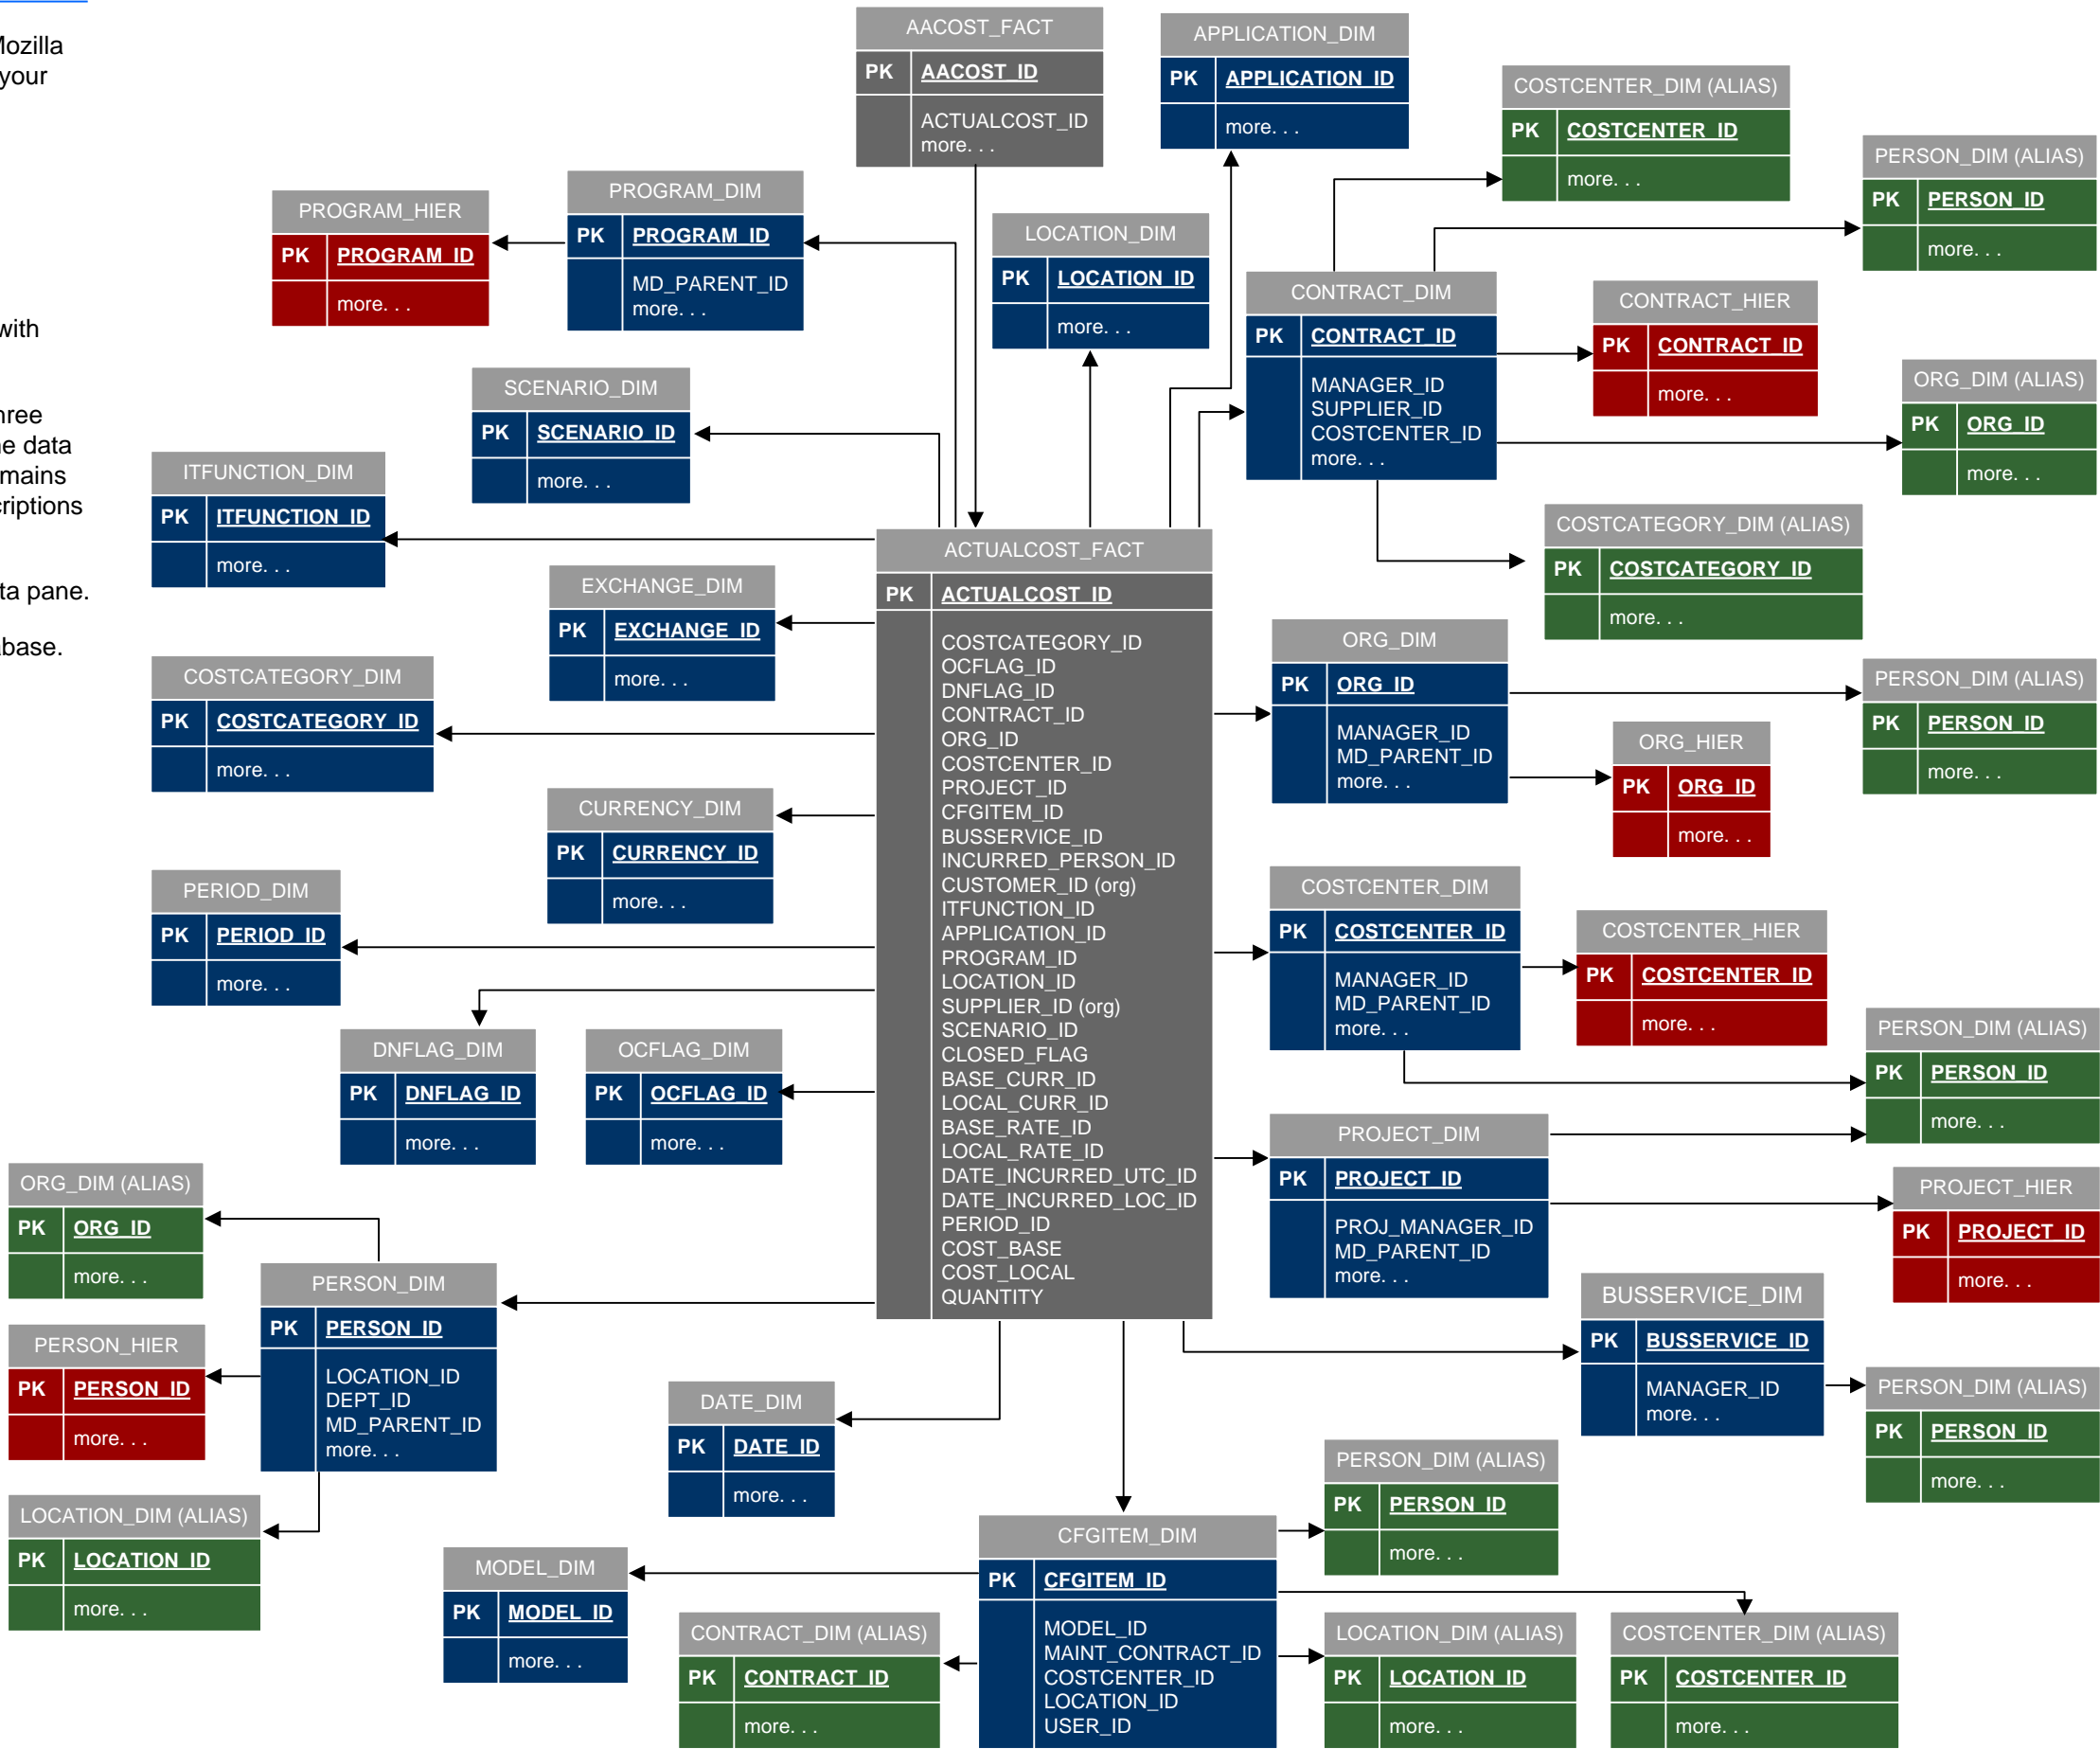 Mozilla
your
with
hree
ne data
mains
criptions
ta pane.
abase.
AACOST_FACT
PK AACOST_ID
ACTUALCOST_ID
more. . .
APPLICATION_DIM
PK APPLICATION_ID
more. . .
COSTCENTER_DIM (ALIAS)
PK COSTCENTER_ID
more. . .
PERSON_DIM (ALIAS)
PK PERSON_ID
more. . .
PROGRAM_HIER
PK PROGRAM_ID
more. . .
PROGRAM_DIM
PK PROGRAM_ID
MD_PARENT_ID
more. . .
LOCATION_DIM
PK LOCATION_ID
more. . .
CONTRACT_DIM
PK CONTRACT_ID
MANAGER_ID
SUPPLIER_ID
COSTCENTER_ID
more. . .
CONTRACT_HIER
PK CONTRACT_ID
more. . .
ORG_DIM (ALIAS)
PK ORG_ID
more. . .
SCENARIO_DIM
PK SCENARIO_ID
more. . .
ITFUNCTION_DIM
PK ITFUNCTION_ID
more. . .
COSTCATEGORY_DIM (ALIAS)
PK COSTCATEGORY_ID
more. . .
ACTUALCOST_FACT
PK ACTUALCOST_ID
COSTCATEGORY_ID
OCFLAG_ID
DNFLAG_ID
CONTRACT_ID
ORG_ID
COSTCENTER_ID
PROJECT_ID
CFGITEM_ID
BUSSERVICE_ID
INCURRED_PERSON_ID
CUSTOMER_ID (org)
ITFUNCTION_ID
APPLICATION_ID
PROGRAM_ID
LOCATION_ID
SUPPLIER_ID (org)
SCENARIO_ID
CLOSED_FLAG
BASE_CURR_ID
LOCAL_CURR_ID
BASE_RATE_ID
LOCAL_RATE_ID
DATE_INCURRED_UTC_ID
DATE_INCURRED_LOC_ID
PERIOD_ID
COST_BASE
COST_LOCAL
QUANTITY
EXCHANGE_DIM
PK EXCHANGE_ID
more. . .
COSTCATEGORY_DIM
PK COSTCATEGORY_ID
more. . .
CURRENCY_DIM
PK CURRENCY_ID
more. . .
PERIOD_DIM
PK PERIOD_ID
more. . .
DNFLAG_DIM
PK DNFLAG_ID
more. . .
OCFLAG_DIM
PK OCFLAG_ID
more. . .
ORG_DIM
PK ORG_ID
MANAGER_ID
MD_PARENT_ID
more. . .
PERSON_DIM (ALIAS)
PK PERSON_ID
more. . .
ORG_HIER
PK ORG_ID
more. . .
COSTCENTER_DIM
PK COSTCENTER_ID
MANAGER_ID
MD_PARENT_ID
more. . .
COSTCENTER_HIER
PK COSTCENTER_ID
more. . .
PERSON_DIM (ALIAS)
PK PERSON_ID
more. . .
PROJECT_DIM
PK PROJECT_ID
PROJ_MANAGER_ID
MD_PARENT_ID
more. . .
PROJECT_HIER
PK PROJECT_ID
more. . .
BUSSERVICE_DIM
PK BUSSERVICE_ID
MANAGER_ID
more. . .
PERSON_DIM (ALIAS)
PK PERSON_ID
more. . .
ORG_DIM (ALIAS)
PK ORG_ID
more. . .
PERSON_DIM
PK PERSON_ID
LOCATION_ID
DEPT_ID
MD_PARENT_ID
more. . .
PERSON_HIER
PK PERSON_ID
more. . .
LOCATION_DIM (ALIAS)
PK LOCATION_ID
more. . .
DATE_DIM
PK DATE_ID
more. . .
MODEL_DIM
PK MODEL_ID
more. . .
CFGITEM_DIM
PK CFGITEM_ID
MODEL_ID
MAINT_CONTRACT_ID
COSTCENTER_ID
LOCATION_ID
USER_ID
PERSON_DIM (ALIAS)
PK PERSON_ID
more. . .
CONTRACT_DIM (ALIAS)
PK CONTRACT_ID
more. . .
LOCATION_DIM (ALIAS)
PK LOCATION_ID
more. . .
COSTCENTER_DIM (ALIAS)
PK COSTCENTER_ID
more. . .